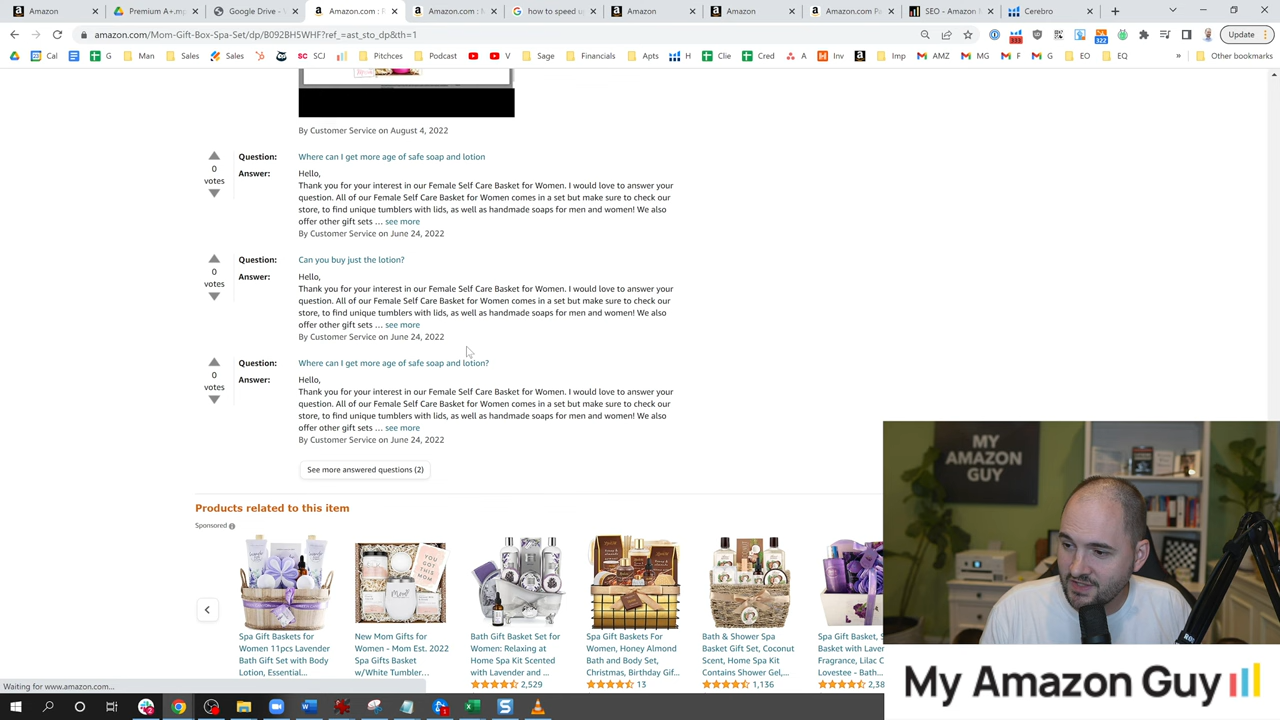 Amazon
Premium A+.m
Google Drive - V
Amazon.com : R
Amazon.com : M
how to speed u
Amazon
Amazon
Amazon.com Pa
SEO - Amazon M
Cerebro
amazon.com/Mom-Gift-Box-Spa-Set/dp/B092BH5WHF?ref_=ast_sto_dp&th=1
Update
Cal
G
Man
Sales
Sales
SC
SCJ
Pitchces
Podcast
V
Sage
Financials
Apts
H
Clie
Cred
A
Inv
Imp
AMZ
MG
F
G
EO
EQ
Other bookmarks
By Customer Service on August 4, 2022
0
votes
Question:
Where can I get more age of safe soap and lotion
Answer:
Hello,
Thank you for your interest in our Female Self Care Basket for Women. I would love to answer your
question. All of our Female Self Care Basket for Women comes in a set but make sure to check our
store, to find unique tumblers with lids, as well as handmade soaps for men and women! We also
offer other gift sets … see more
By Customer Service on June 24, 2022
0
votes
Question:
Can you buy just the lotion?
Answer:
Hello,
Thank you for your interest in our Female Self Care Basket for Women. I would love to answer your
question. All of our Female Self Care Basket for Women comes in a set but make sure to check our
store, to find unique tumblers with lids, as well as handmade soaps for men and women! We also
offer other gift sets … see more
By Customer Service on June 24, 2022
0
votes
Question:
Where can I get more age of safe soap and lotion?
Answer:
Hello,
Thank you for your interest in our Female Self Care Basket for Women. I would love to answer your
question. All of our Female Self Care Basket for Women comes in a set but make sure to check our
store, to find unique tumblers with lids, as well as handmade soaps for men and women! We also
offer other gift sets … see more
By Customer Service on June 24, 2022
See more answered questions (2)
Products related to this item
Sponsored
Spa Gift Baskets for
Women 11pcs Lavender
Bath Gift Set with Body
Lotion, Essential...
New Mom Gifts for
Women - Mom Est. 2022
Spa Gifts Basket
w/White Tumbler...
Bath Gift Basket Set for
Women: Relaxing at
Home Spa Kit Scented
with Lavender and ...
2,529
Spa Gift Baskets For
Women, Honey Almond
Bath and Body Set,
Christmas, Birthday Gif...
13
Bath & Shower Spa
Basket Gift Set, Coconut
Scent, Home Spa Kit
Contains Shower Gel,...
1,136
Spa Gift Basket, S
Basket with Laver
Fragrance, Lilac C
Lovestee - Bath...
2,38
Waiting for www.amazon.com...
MY
AMAZON
GUY
My Amazon Guy